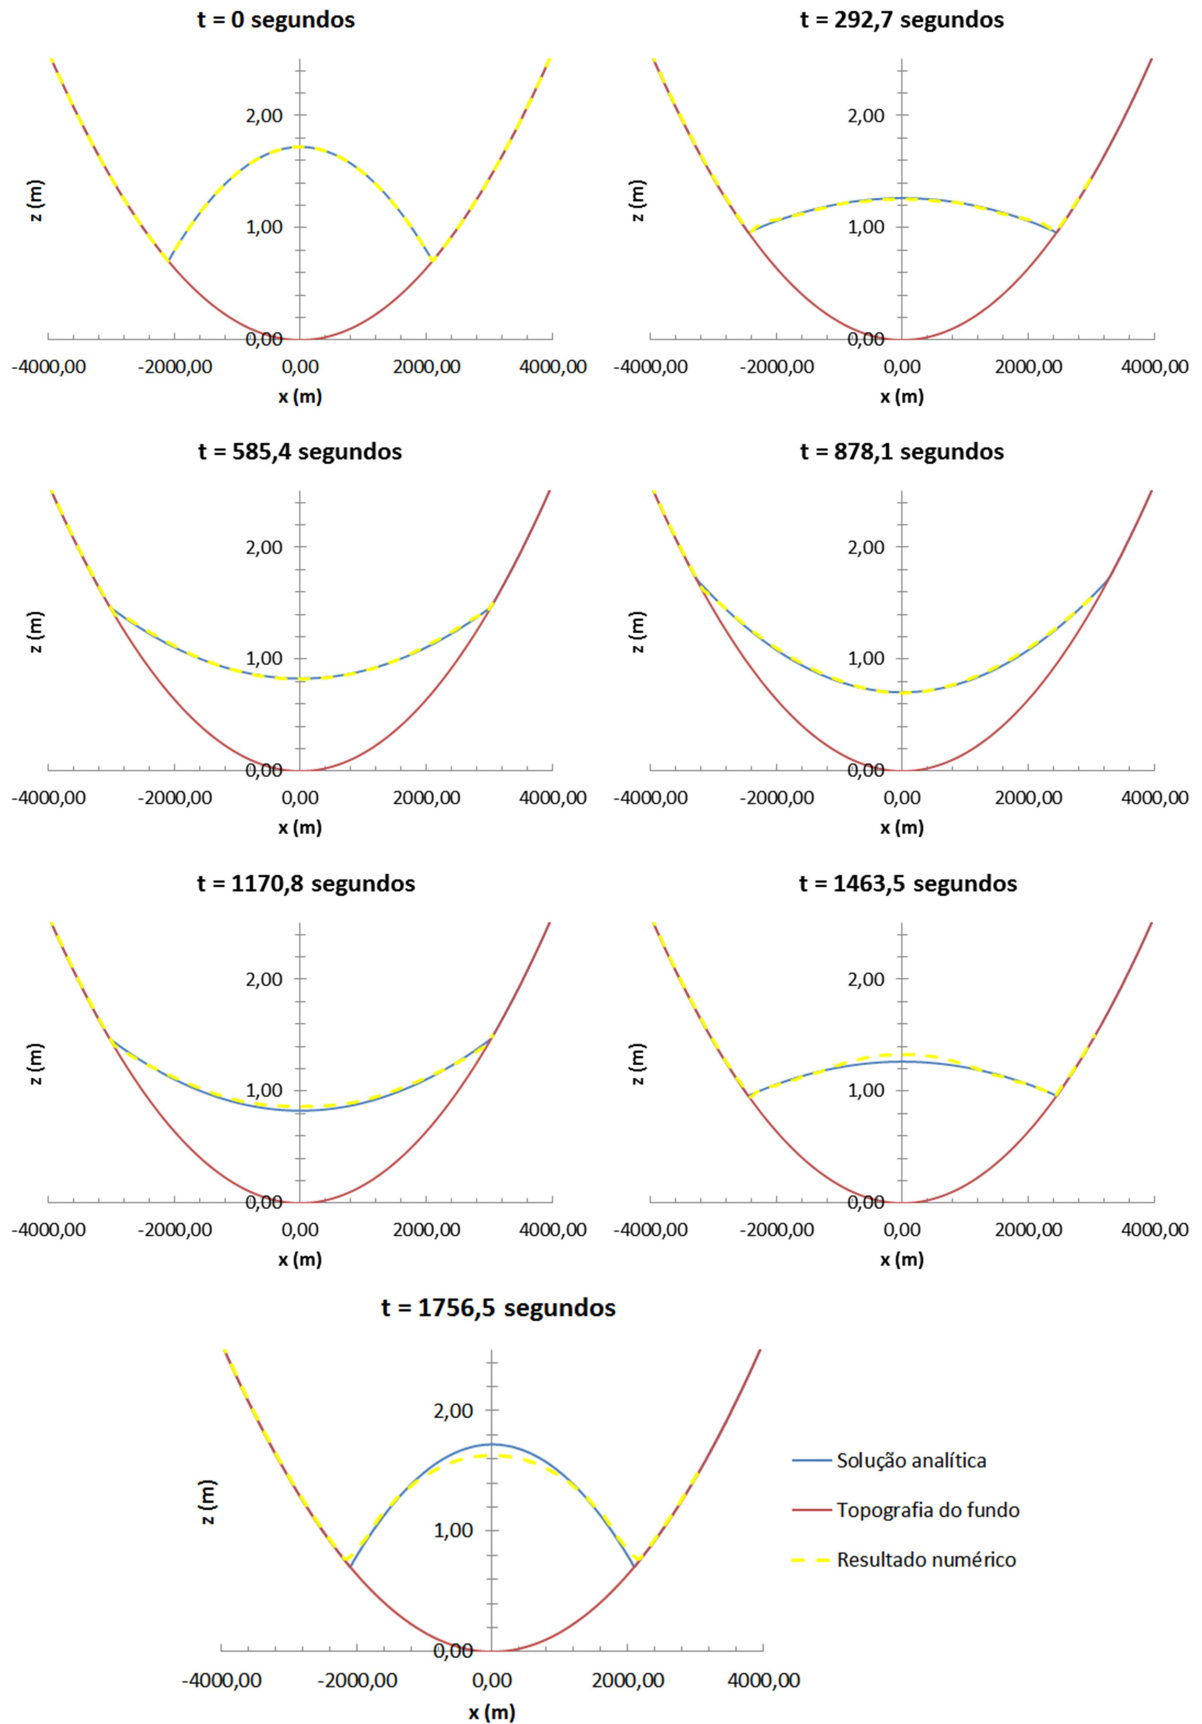 t = 0 segundos
2,00
z (m)
1,00
0,00
-4000,00 -2000,00 0,00 2000,00 4000,00
x (m)
t = 292,7 segundos
2,00
z (m)
1,00
0,00
-4000,00 -2000,00 0,00 2000,00 4000,00
x (m)
t = 585,4 segundos
2,00
z (m)
1,00
0,00
-4000,00 -2000,00 0,00 2000,00 4000,00
x (m)
t = 878,1 segundos
2,00
z (m)
1,00
0,00
-4000,00 -2000,00 0,00 2000,00 4000,00
x (m)
t = 1170,8 segundos
2,00
z (m)
1,00
0,00
-4000,00 -2000,00 0,00 2000,00 4000,00
x (m)
t = 1463,5 segundos
2,00
z (m)
1,00
0,00
-4000,00 -2000,00 0,00 2000,00 4000,00
x (m)
t = 1756,5 segundos
2,00
z (m)
1,00
0,00
-4000,00 -2000,00 0,00 2000,00 4000,00
x (m)
Solução analítica
Topografia do fundo
Resultado numérico